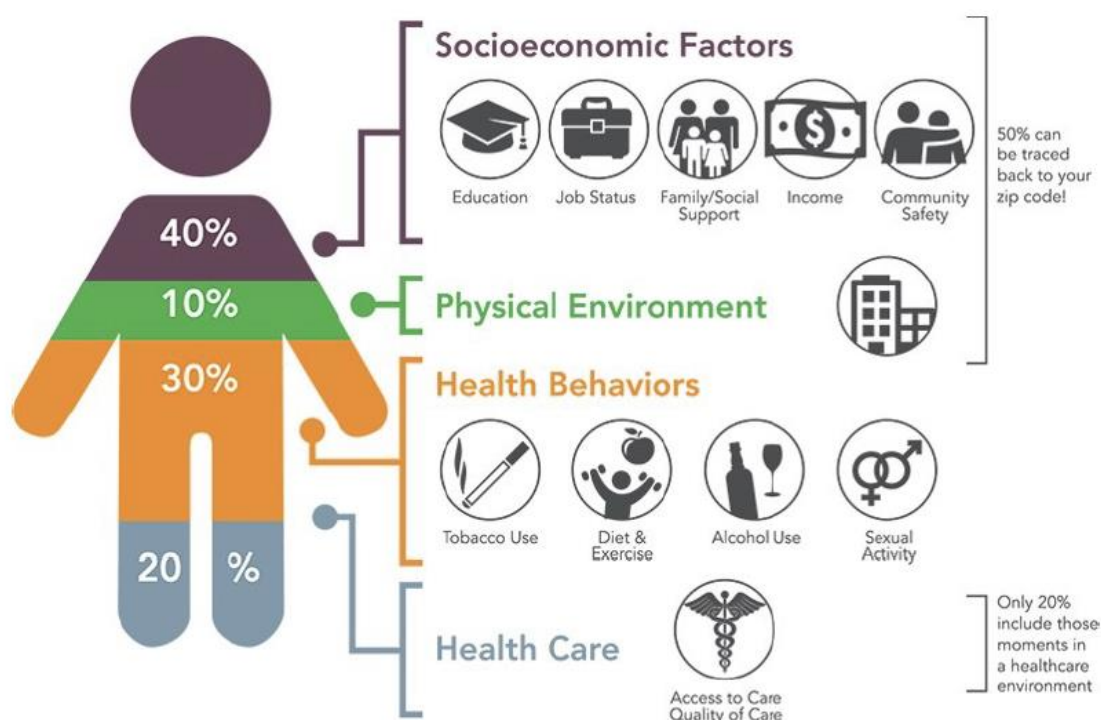 Socioeconomic Factors
Education
Job Status
Family/Social
Support
Income
Community
Safety
50% can
be traced
back to your
zip code!
40%
10%
Physical Environment
30%
Health Behaviors
Tobacco Use
Diet &
Exercise
Alcohol Use
Sexual
Activity
20 %
Health Care
Access to Care
Quality of Care
Only 20%
include those
moments in
a healthcare
environment